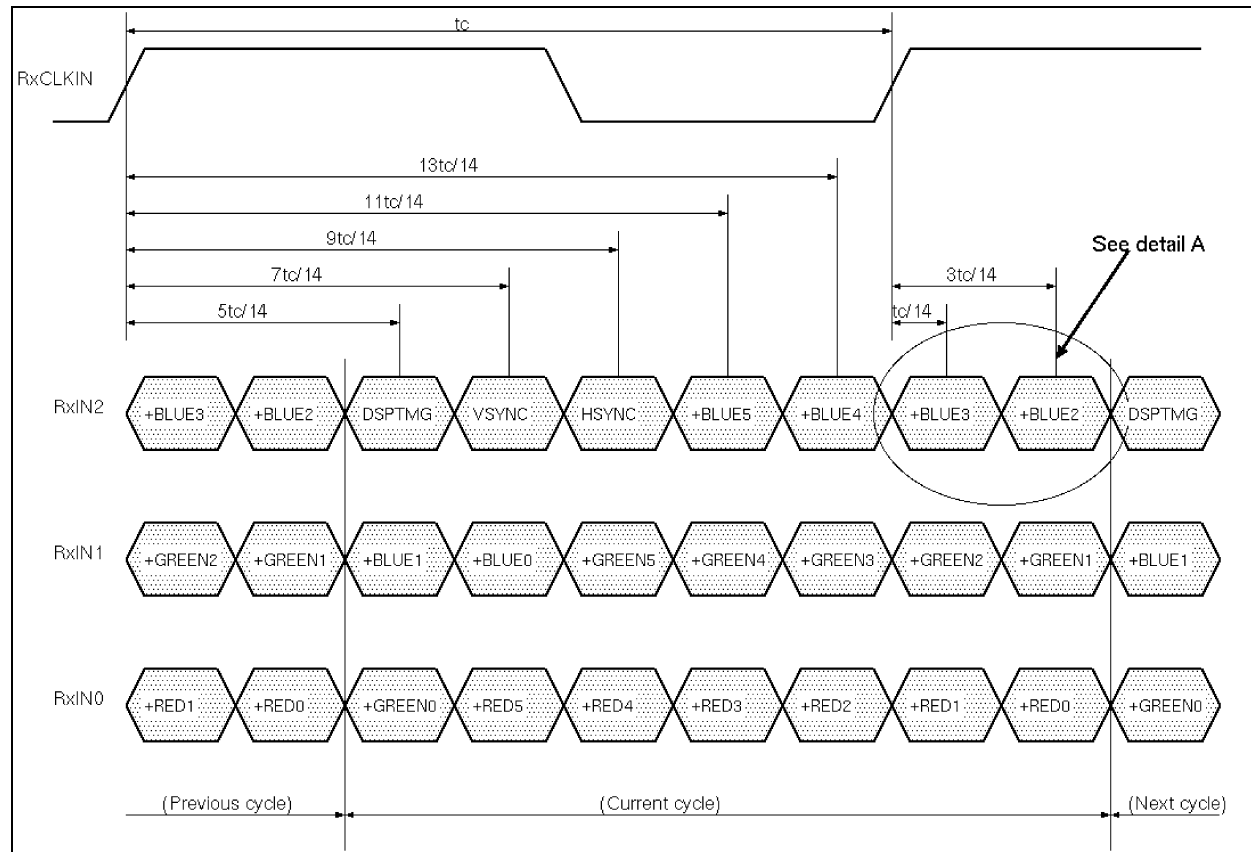 tc
RxCLKIN
13tc/14
11tc/14
9tc/14
See detail A
7tc/14
3tc/14
5tc/14
tc/14
RxIN2
+BLUE3 +BLUE2 DSPTMG VSYNC HSYNC +BLUE5 +BLUE4 +BLUE3 +BLUE2 DSPTMG
RxIN1
+GREEN2 +GREEN1 +BLUE1 +BLUE0 +GREEN5 +GREEN4 +GREEN3 +GREEN2 +GREEN1 +BLUE1
RxIN0
+RED1 +RED0 +GREEN0 +RED5 +RED4 +RED3 +RED2 +RED1 +RED0 +GREEN0
(Previous cycle) (Current cycle) (Next cycle)